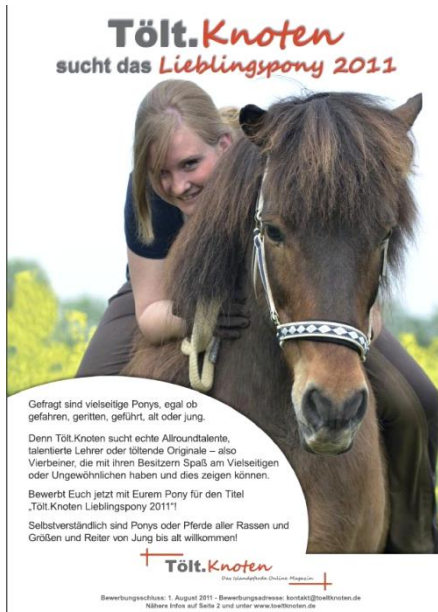 Tölt.Knoten
sucht das Lieblingspony 2011
Gefragt sind vielseitige Ponys, egal ob
gefahren, geritten, geführt, alt oder jung.
Denn Tölt.Knoten sucht echte Allroundtalente,
talentierte Lehrer oder töltende Originale – also
Vierbeiner, die mit ihren Besitzern Spaß am Vielseitigen
oder Ungewöhnlichen haben und dies zeigen können.
Bewerbt Euch jetzt mit Eurem Pony für den Titel
„Tölt.Knoten Lieblingspony 2011“!
Selbstverständlich sind Ponys oder Pferde aller Rassen und
Größen und Reiter von Jung bis alt willkommen!
Tölt.Knoten
Das Islandpferde Online Magazin
Bewerbungsschluss: 1. August 2011 - Bewerbungsadresse: kontakt@toeltknoten.de
Nähere Infos auf Seite 2 und unter www.toeltknoten.de